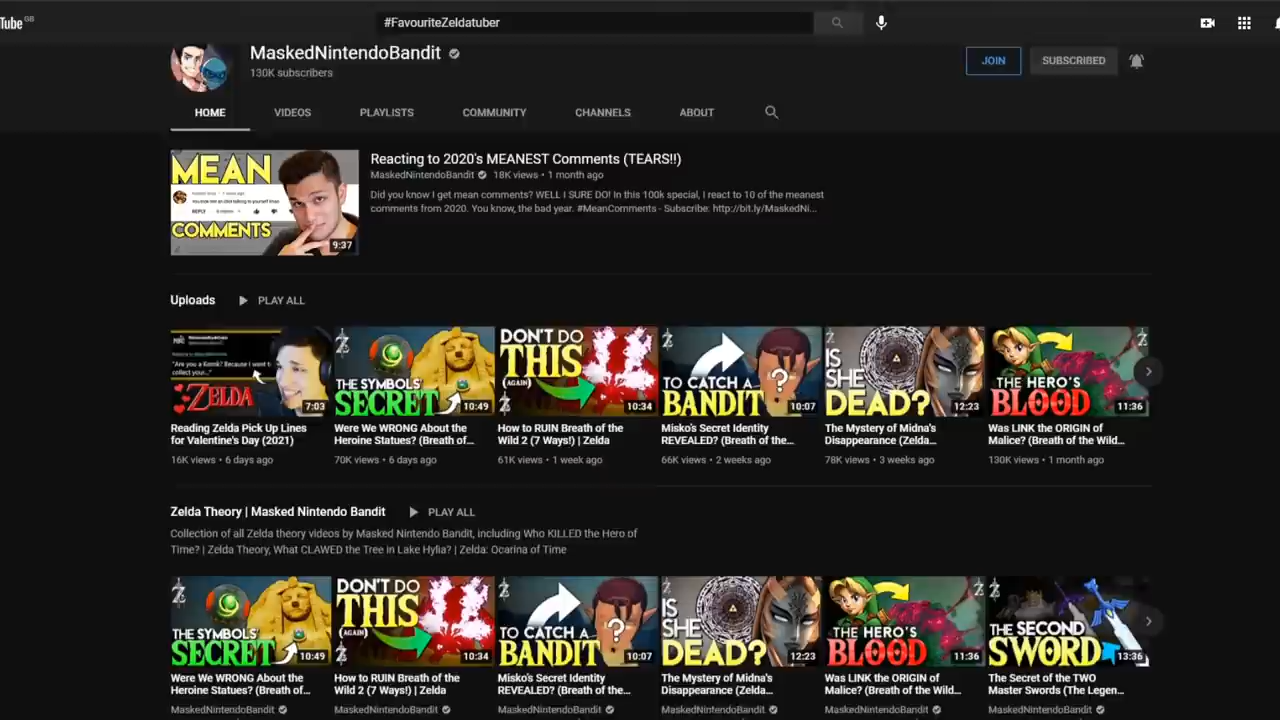 Tube GB
#FavouriteZeldatuber
MaskedNintendoBandit
130K subscribers
JOIN
SUBSCRIBED
HOME
VIDEOS
PLAYLISTS
COMMUNITY
CHANNELS
ABOUT
MEAN
REPLY
COMMENTS
9:37
Reacting to 2020's MEANEST Comments (TEARS!!)
MaskedNintendoBandit 18K views • 1 month ago
Did you know I get mean comments? WELL I SURE DO! In this 100k special, I react to 10 of the meanest
comments from 2020. You know, the bad year. #MeanComments - Subscribe: http://bit.ly/MaskedNi...
Uploads
PLAY ALL
"Are you a Korok? Because I want t
collect you..."
ZELDA
7:03
Reading Zelda Pick Up Lines
for Valentine's Day (2021)
16K views • 6 days ago
THE SYMBOLS'
SECRET
10:49
Were We WRONG About the
Heroine Statues? (Breath of...
70K views • 6 days ago
DON'T DO
THIS
(AGAIN)
10:34
How to RUIN Breath of the
Wild 2 (7 Ways!) | Zelda
61K views • 1 week ago
TO CATCH A
BANDIT
?
10:07
Misko's Secret Identity
REVEALED? (Breath of the...
66K views • 2 weeks ago
IS
SHE
DEAD?
12:23
The Mystery of Midna's
Disappearance (Zelda...
78K views • 3 weeks ago
THE HERO'S
BLOOD
11:36
Was LINK the ORIGIN of
Malice? (Breath of the Wild...
130K views • 1 month ago
Zelda Theory | Masked Nintendo Bandit
PLAY ALL
Collection of all Zelda theory videos by Masked Nintendo Bandit, including Who KILLED the Hero of
Time? | Zelda Theory, What CLAWED the Tree in Lake Hylia? | Zelda: Ocarina of Time
THE SYMBOLS'
SECRET
10:49
Were We WRONG About the
Heroine Statues? (Breath of...
MaskedNintendoBandit
DON'T DO
THIS
(AGAIN)
10:34
How to RUIN Breath of the
Wild 2 (7 Ways!) | Zelda
MaskedNintendoBandit
TO CATCH A
BANDIT
?
10:07
Misko's Secret Identity
REVEALED? (Breath of the...
MaskedNintendoBandit
IS
SHE
DEAD?
12:23
The Mystery of Midna's
Disappearance (Zelda...
MaskedNintendoBandit
THE HERO'S
BLOOD
11:36
Was LINK the ORIGIN of
Malice? (Breath of the Wild...
MaskedNintendoBandit
THE SECOND
SWORD
13:36
The Secret of the TWO
Master Swords (The Legen...
MaskedNintendoBandit